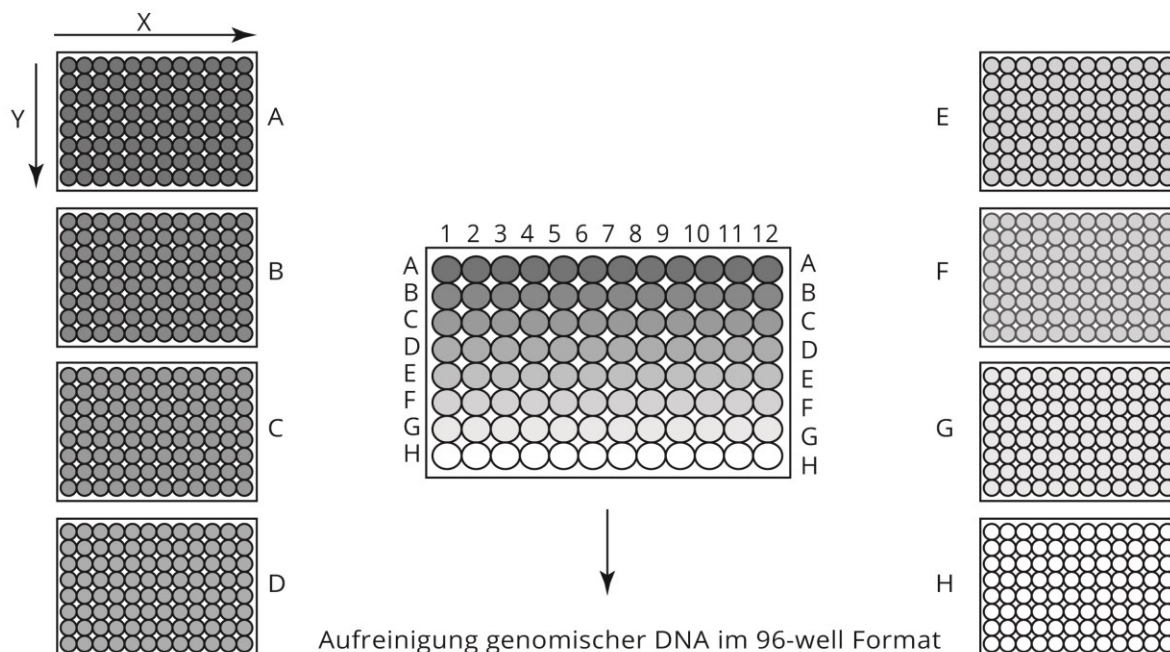 X
Y
A
B
C
D
1 2 3 4 5 6 7 8 9 10 11 12
A A
B B
C C
D D
E E
F F
G G
H H
E
F
G
H
Aufreinigung genomischer DNA im 96-well Format